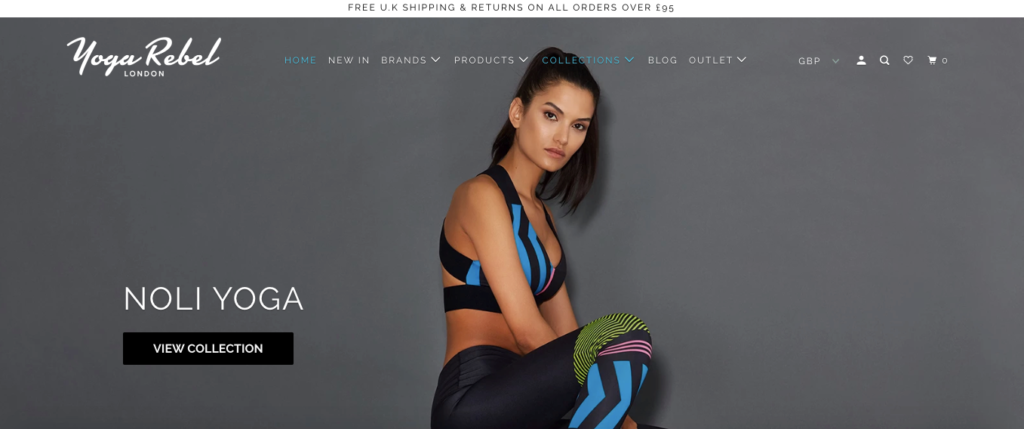 FREE U.K SHIPPING & RETURNS ON ALL ORDERS OVER £95
Yoga Rebel
LONDON
HOME NEW IN BRANDS PRODUCTS COLLECTIONS BLOG OUTLET GBP 0
NOLI YOGA
VIEW COLLECTION